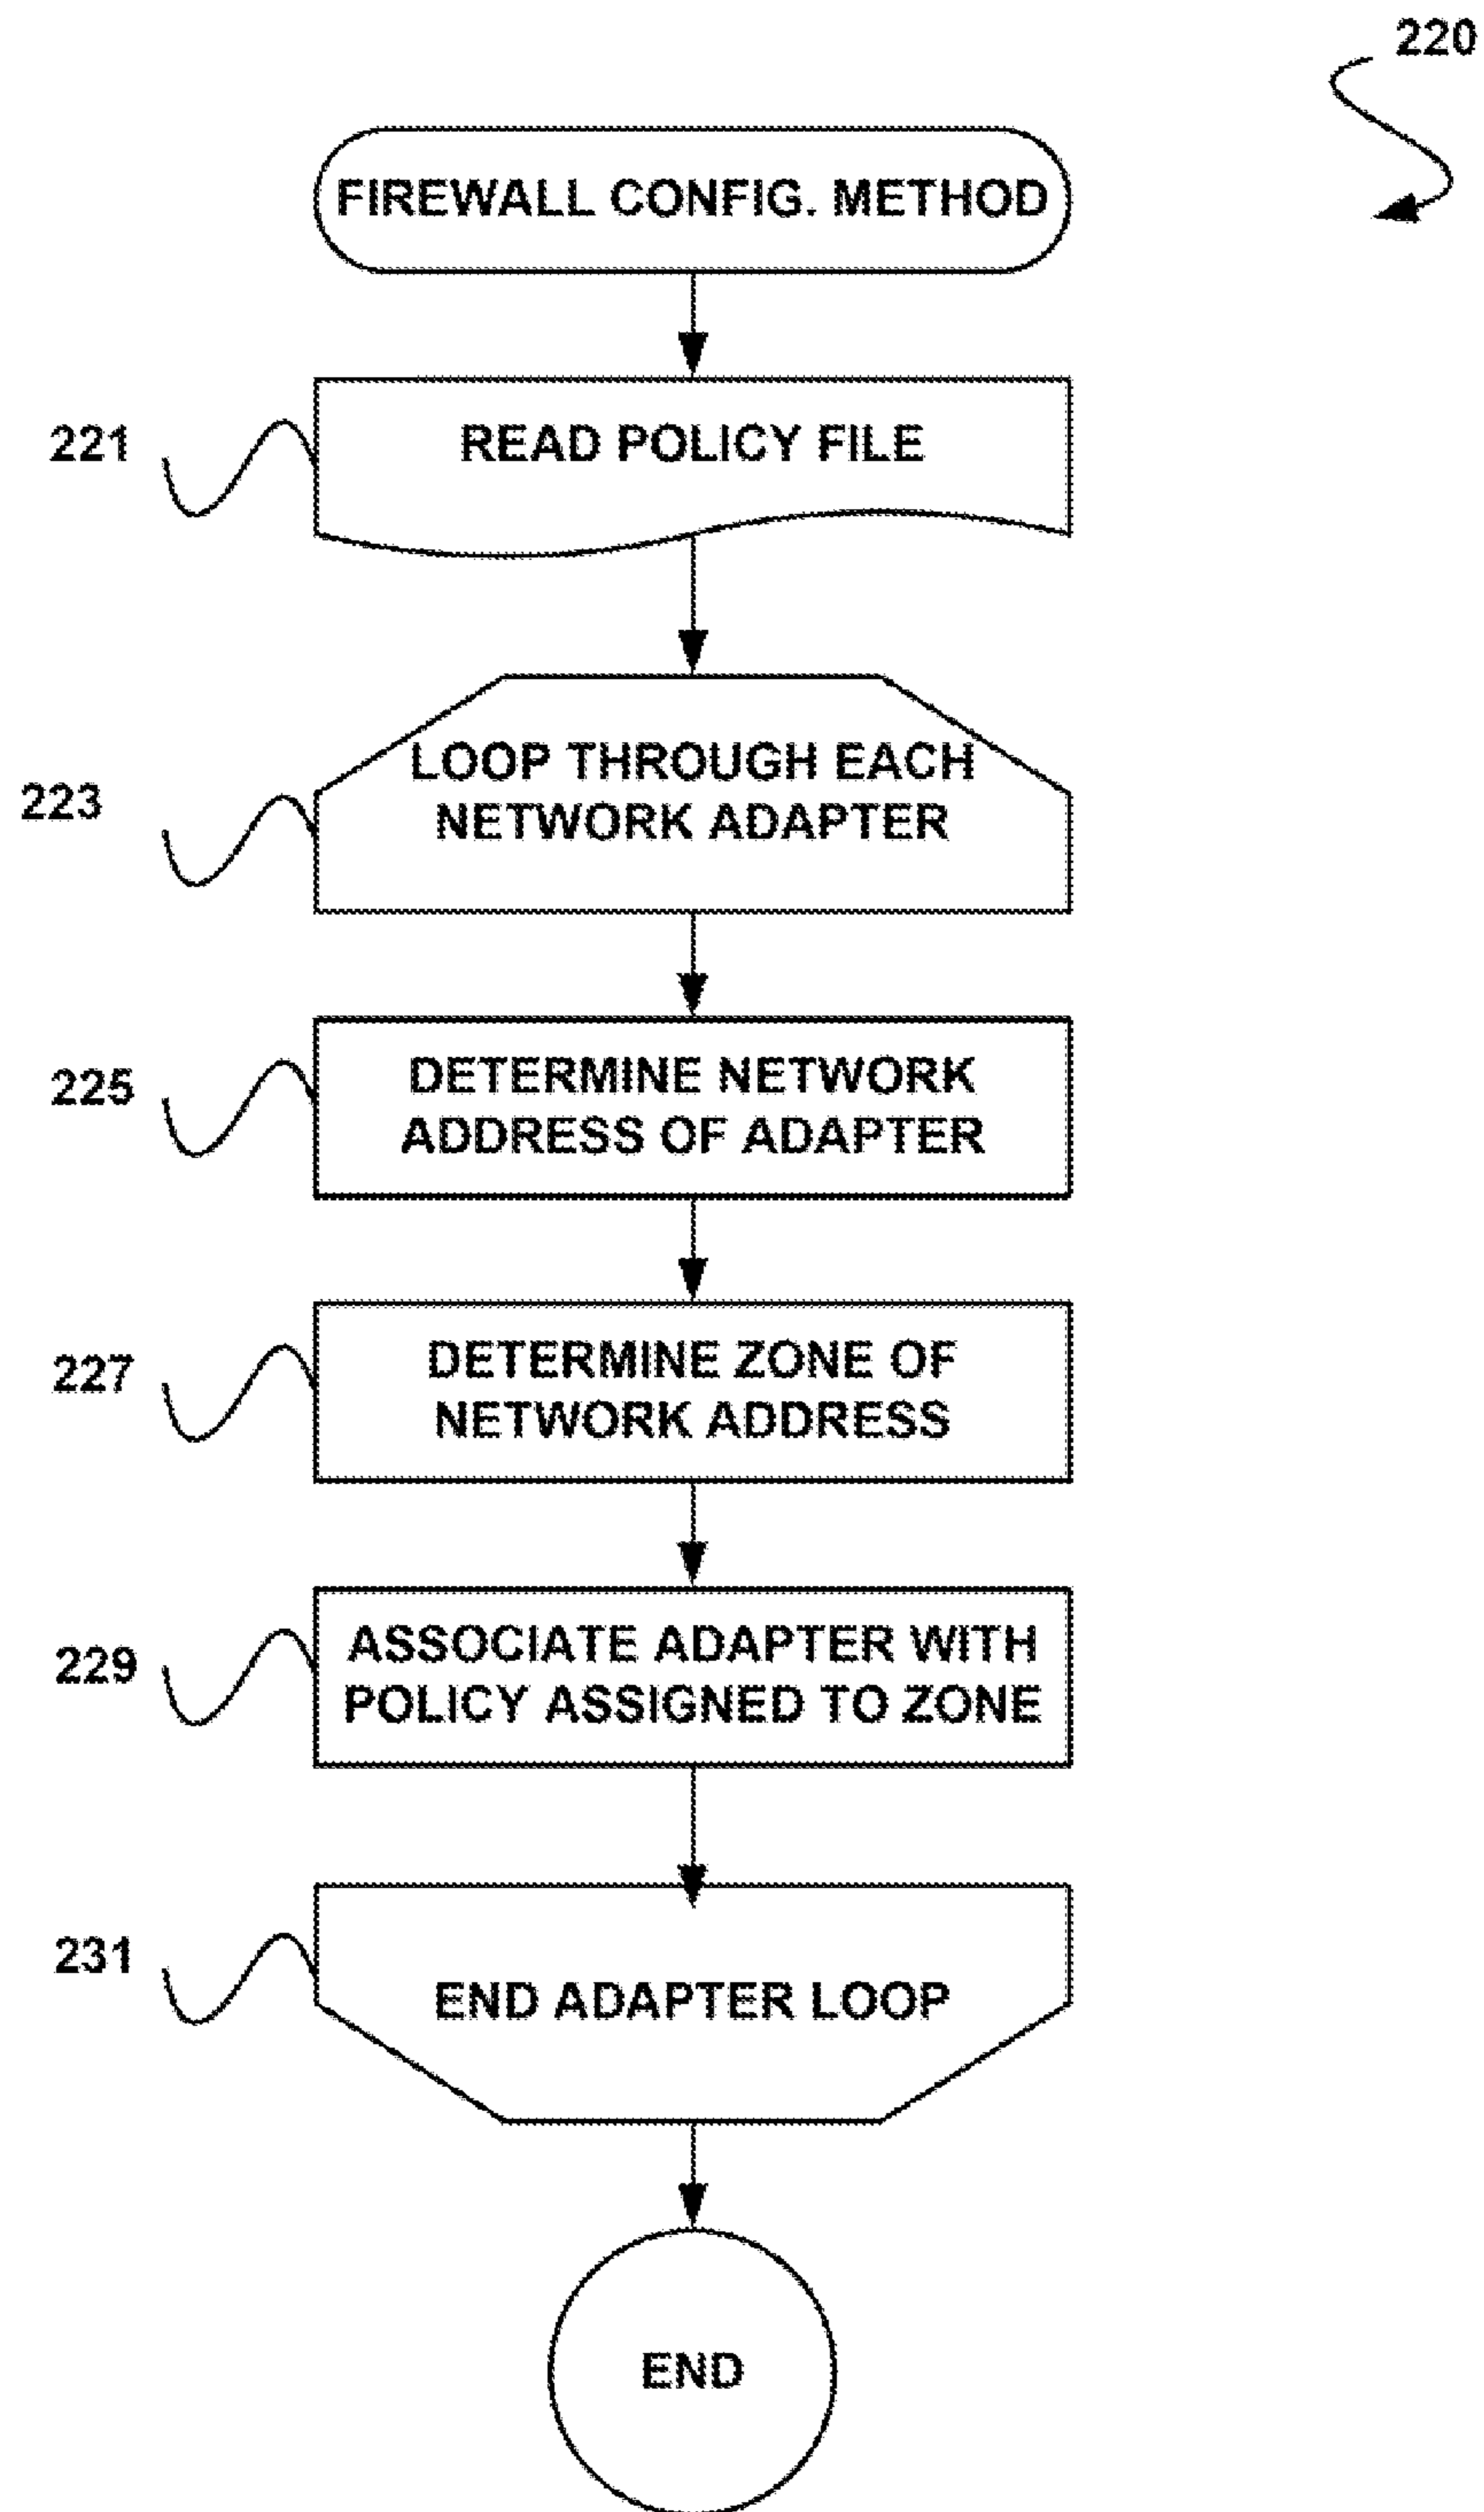 220
FIREWALL CONFIG. METHOD
221
READ POLICY FILE
223
LOOP THROUGH EACH
NETWORK ADAPTER
225
DETERMINE NETWORK
ADDRESS OF ADAPTER
227
DETERMINE ZONE OF
NETWORK ADDRESS
229
ASSOCIATE ADAPTER WITH
POLICY ASSIGNED TO ZONE
231
END ADAPTER LOOP
END